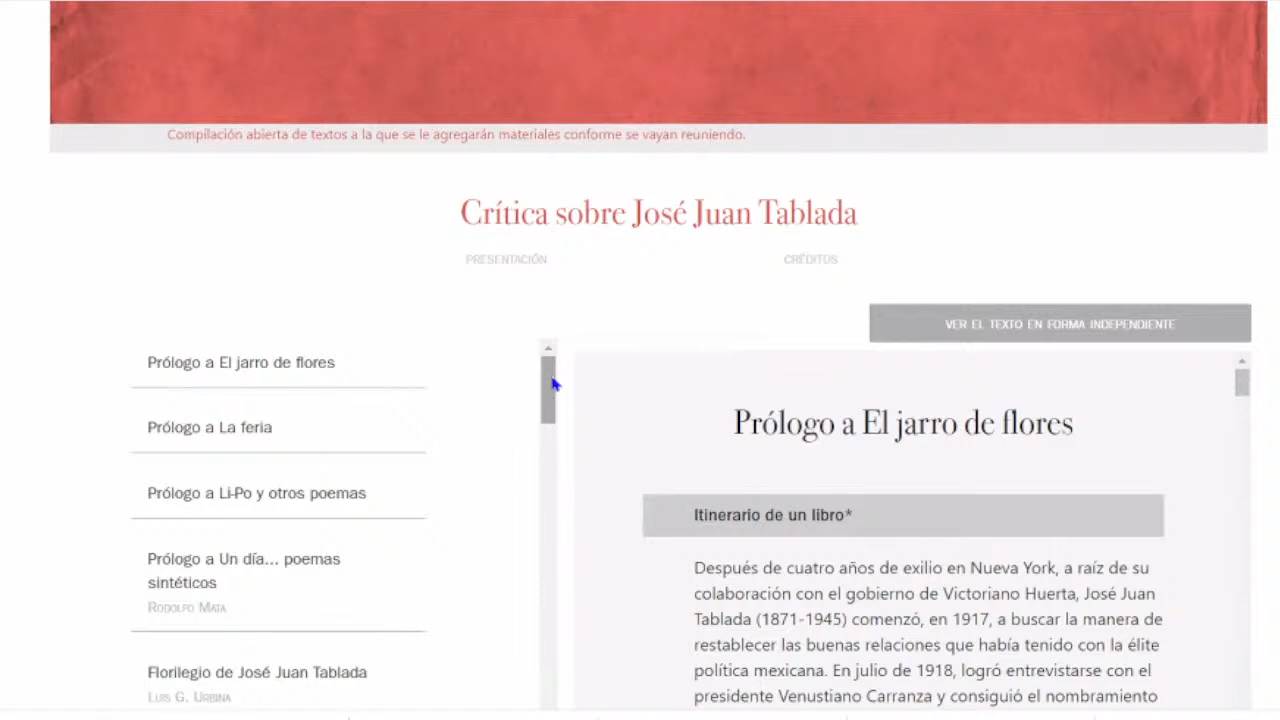 Compilación abierta de textos a la que se le agregarán materiales conforme se vayan reuniendo.
Crítica sobre José Juan Tablada
PRESENTACIÓN
CRÉDITOS
VER EL TEXTO EN FORMA INDEPENDIENTE
Prólogo a El jarro de flores
Prólogo a La feria
Prólogo a Li-Po y otros poemas
Prólogo a Un día... poemas
sintéticos
Rodolfo Mata
Florilegio de José Juan Tablada
Luis G. Urbina
Prólogo a El jarro de flores
Itinerario de un libro*
Después de cuatro años de exilio en Nueva York, a raíz de su
colaboración con el gobierno de Victoriano Huerta, José Juan
Tablada (1871-1945) comenzó, en 1917, a buscar la manera de
restablecer las buenas relaciones que había tenido con la élite
política mexicana. En julio de 1918, logró entrevistarse con el
presidente Venustiano Carranza y consiguió el nombramiento